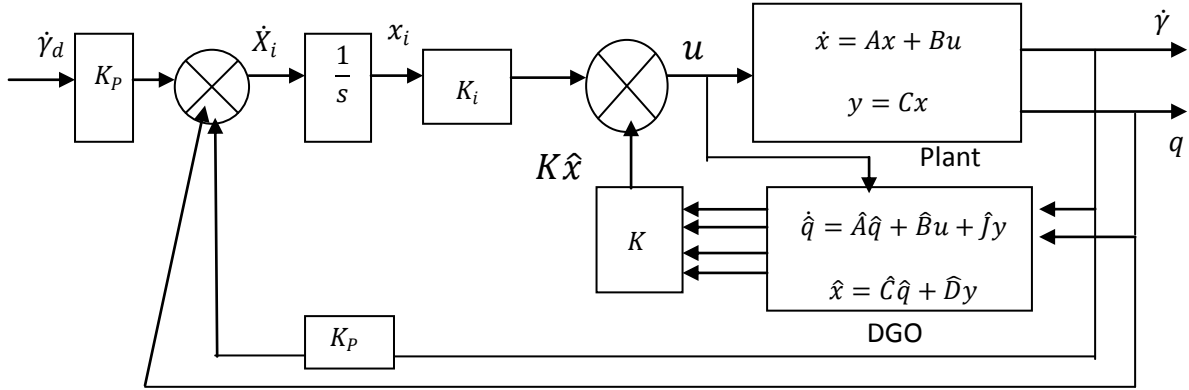 γ̇_d
K_P
Ẋ_i
1/s
x_i
K_i
u
ẋ = Ax + Bu
y = Cx
Plant
γ̇
q
Kx̂
K
q̂̇ = Âq̂ + B̂u + Ĵy
x̂ = Ĉq̂ + D̂y
DGO
K_P